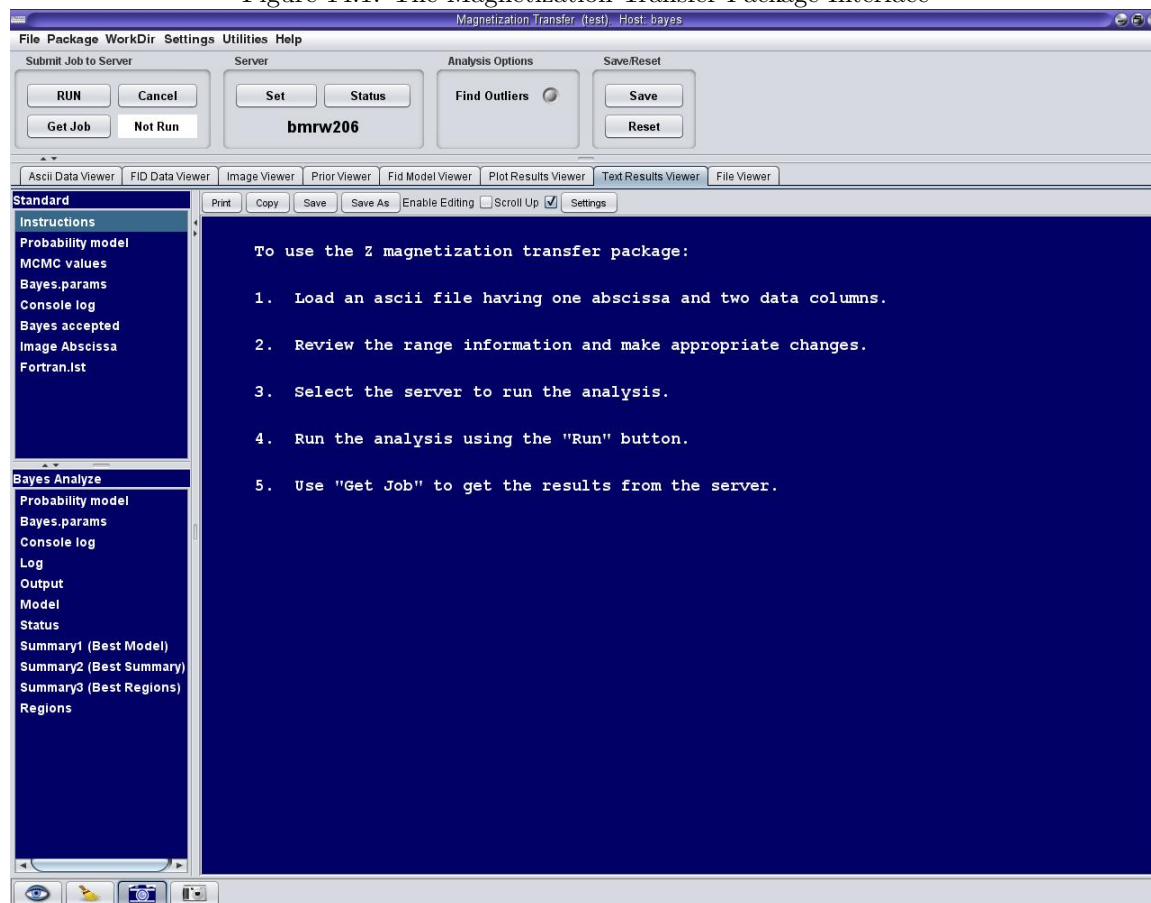 Figure 14.1: The Magnetization Transfer Package Interface
Magnetization Transfer (test), Host: bayes
File Package WorkDir Settings Utilities Help
Submit Job to Server Server Analysis Options Save/Reset
RUN Cancel Set Status Find Outliers Save
Get Job Not Run bmrw206 Reset
Ascii Data Viewer FID Data Viewer Image Viewer Prior Viewer Fid Model Viewer Plot Results Viewer Text Results Viewer File Viewer
Standard
Instructions
Probability model
MCMC values
Bayes.params
Console log
Bayes accepted
Image Abscissa
Fortran.lst
Bayes Analyze
Probability model
Bayes.params
Console log
Log
Output
Model
Status
Summary1 (Best Model)
Summary2 (Best Summary)
Summary3 (Best Regions)
Regions
Print Copy Save Save As Enable Editing Scroll Up Settings
To use the Z magnetization transfer package:
1. Load an ascii file having one abscissa and two data columns.
2. Review the range information and make appropriate changes.
3. Select the server to run the analysis.
4. Run the analysis using the "Run" button.
5. Use "Get Job" to get the results from the server.